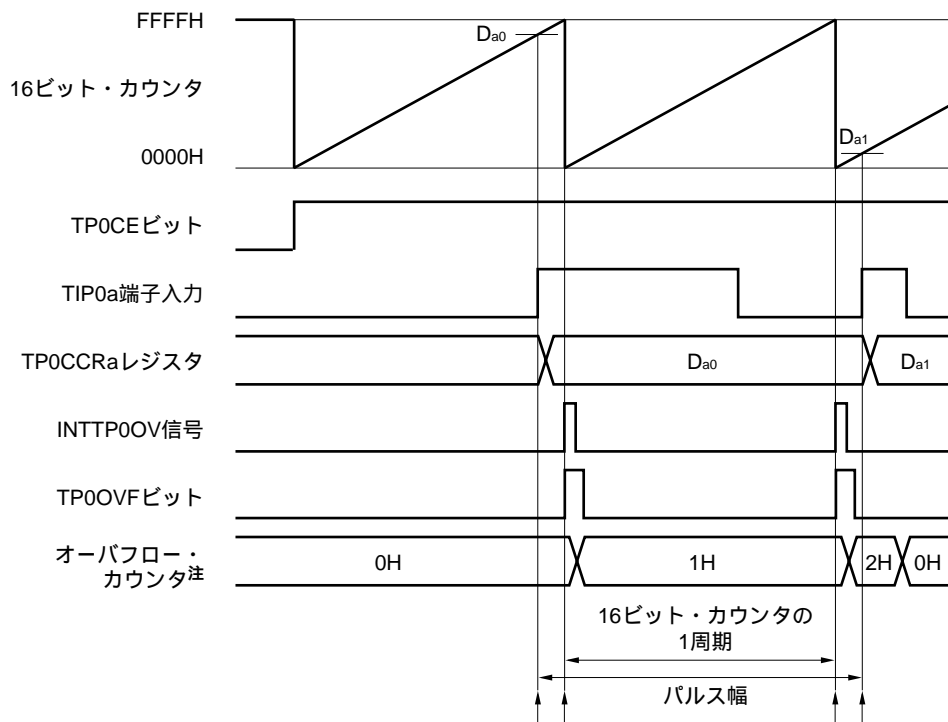 FFFFH
Da0
16ビット・カウンタ
Da1
0000H
TP0CEビット
TIP0a端子入力
TP0CCRaレジスタ
Da0
Da1
INTTP0OV信号
TP0OVFビット
オーバフロー・
カウンタ注
0H
1H
2H
0H
16ビット・カウンタの
1周期
パルス幅